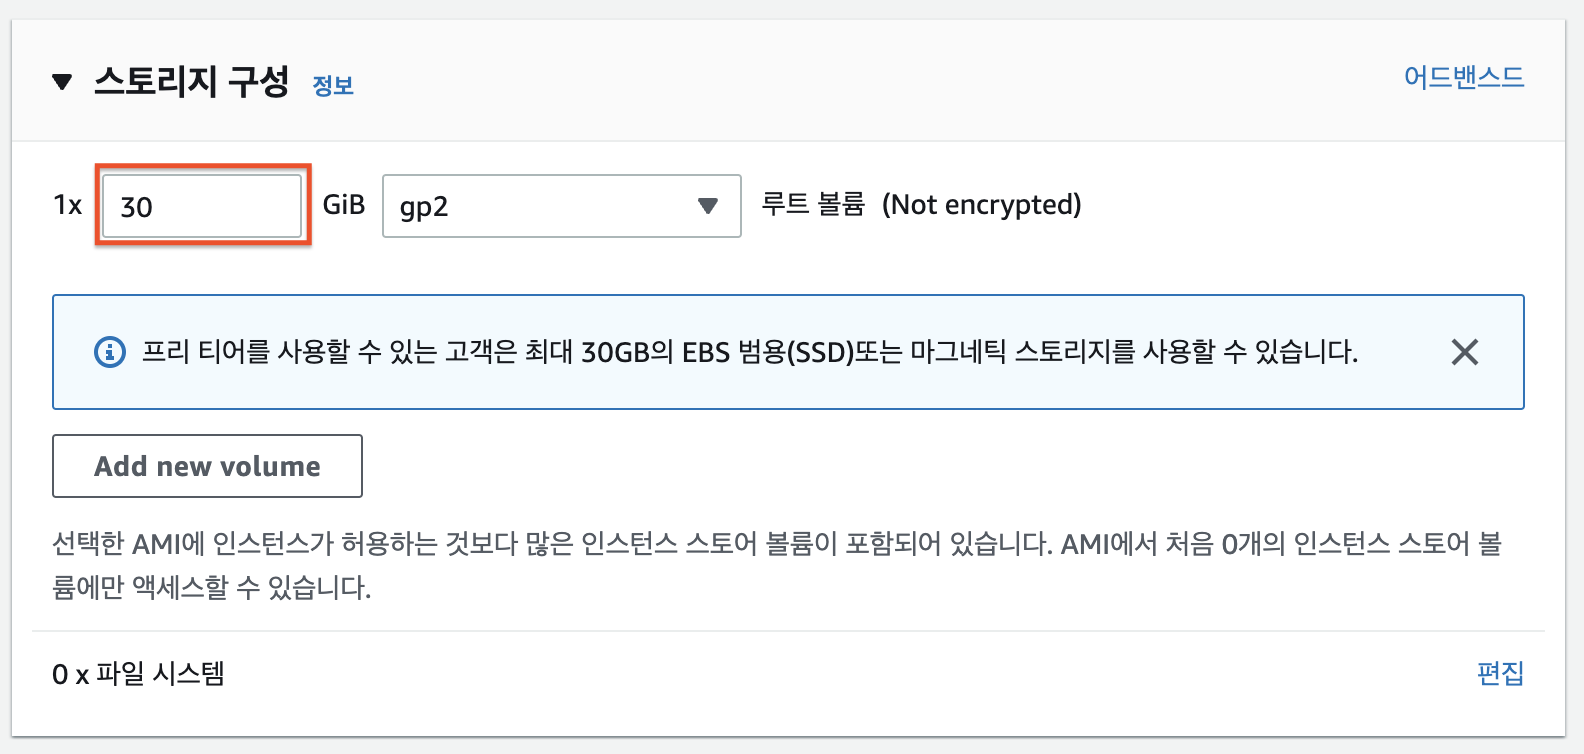 스토리지 구성 정보 어드밴스드
1x 30 GiB gp2 루트 볼륨 (Not encrypted)
프리 티어를 사용할 수 있는 고객은 최대 30GB의 EBS 범용(SSD)또는 마그네틱 스토리지를 사용할 수 있습니다.
Add new volume
선택한 AMI에 인스턴스가 허용하는 것보다 많은 인스턴스 스토어 볼륨이 포함되어 있습니다. AMI에서 처음 0개의 인스턴스 스토어 볼
륨에만 액세스할 수 있습니다.
0 x 파일 시스템 편집